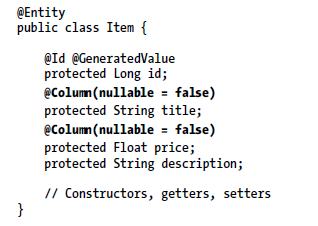 @Entity
public class Item {
@Id @GeneratedValue
protected Long id;
@Column(nullable = false)
protected String title;
@Column(nullable = false)
protected Float price;
protected String description;
// Constructors, getters, setters
}